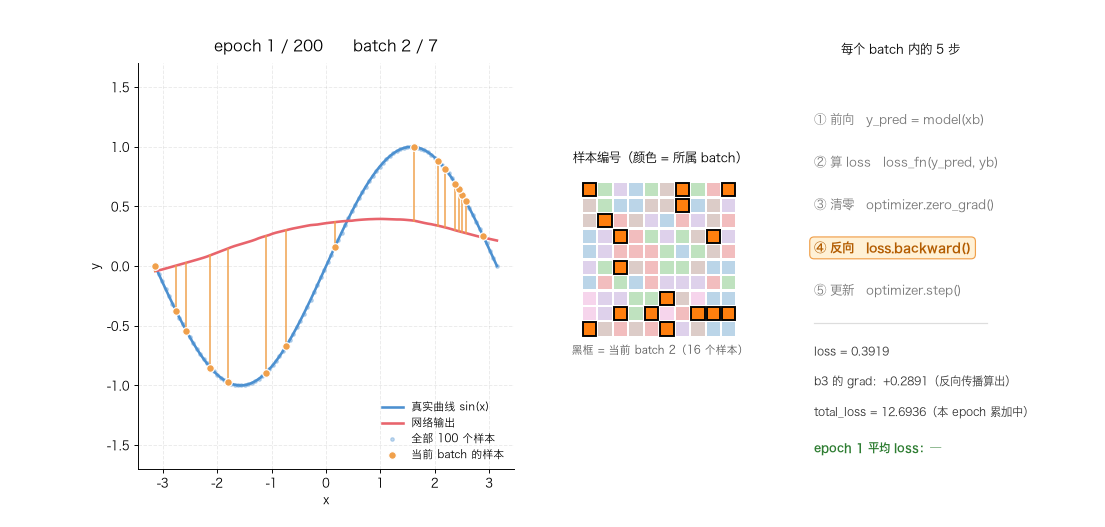 epoch 1 / 200 batch 2 / 7
1.5
1.0
0.5
0.0
-0.5
-1.0
-1.5
y
-3 -2 -1 0 1 2 3
x
真实曲线 sin(x)
网络输出
全部 100 个样本
当前 batch 的样本
样本编号（颜色 = 所属 batch）
黑框 = 当前 batch 2（16 个样本）
每个 batch 内的 5 步
① 前向 y_pred = model(xb)
② 算 loss loss_fn(y_pred, yb)
③ 清零 optimizer.zero_grad()
④ 反向 loss.backward()
⑤ 更新 optimizer.step()
loss = 0.3919
b3 的 grad: +0.2891（反向传播算出）
total_loss = 12.6936（本 epoch 累加中）
epoch 1 平均 loss: —